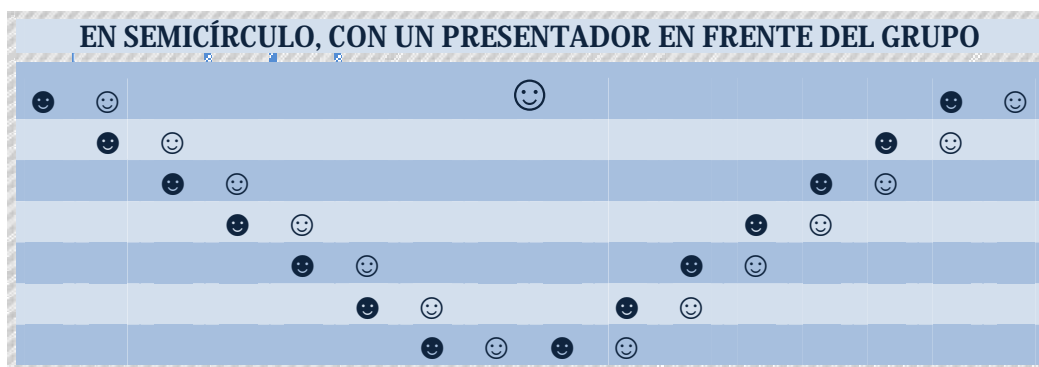 EN SEMICÍRCULO, CON UN PRESENTADOR EN FRENTE DEL GRUPO